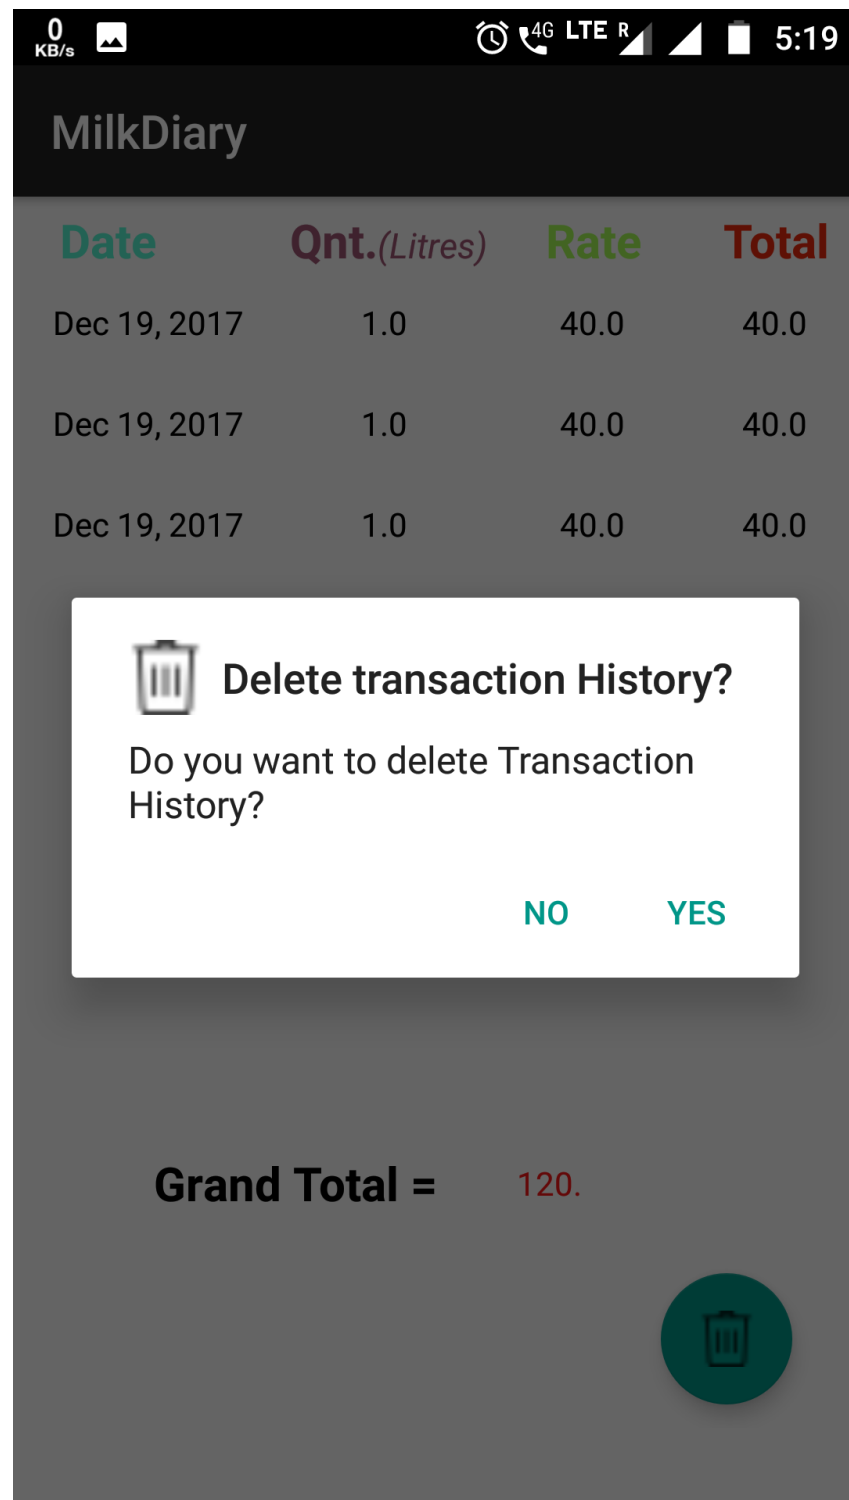 0 KB/s 4G LTE R 5:19
MilkDiary
Date Qnt.(Litres) Rate Total
Dec 19, 2017 1.0 40.0 40.0
Dec 19, 2017 1.0 40.0 40.0
Dec 19, 2017 1.0 40.0 40.0
Delete transaction History?
Do you want to delete Transaction
History?
NO YES
Grand Total = 120.